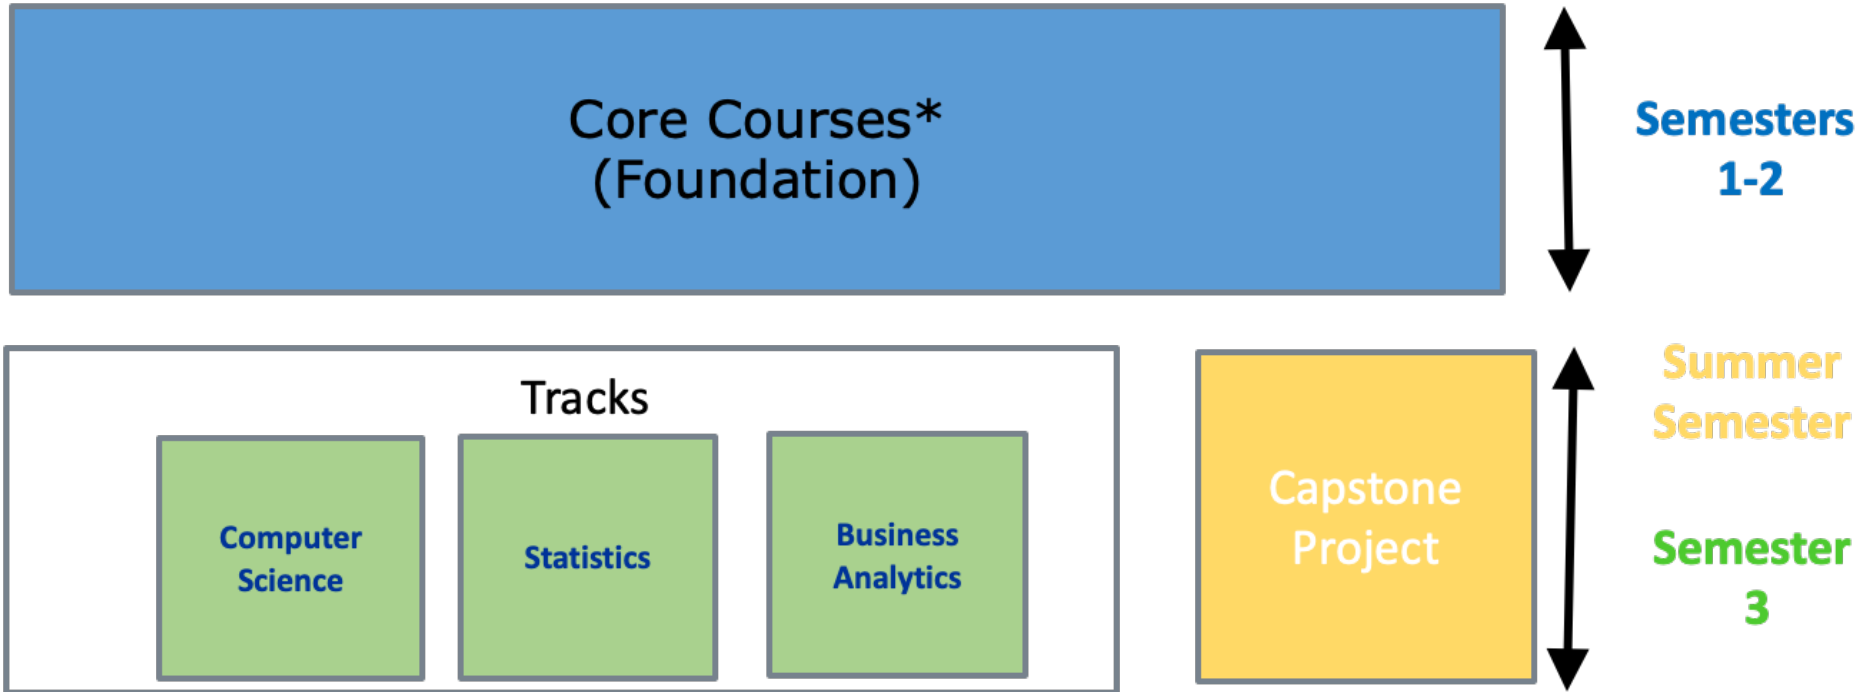 Core Courses*
(Foundation)
Semesters
1-2
Tracks
Computer
Science
Statistics
Business
Analytics
Capstone
Project
Summer
Semester
Semester
3